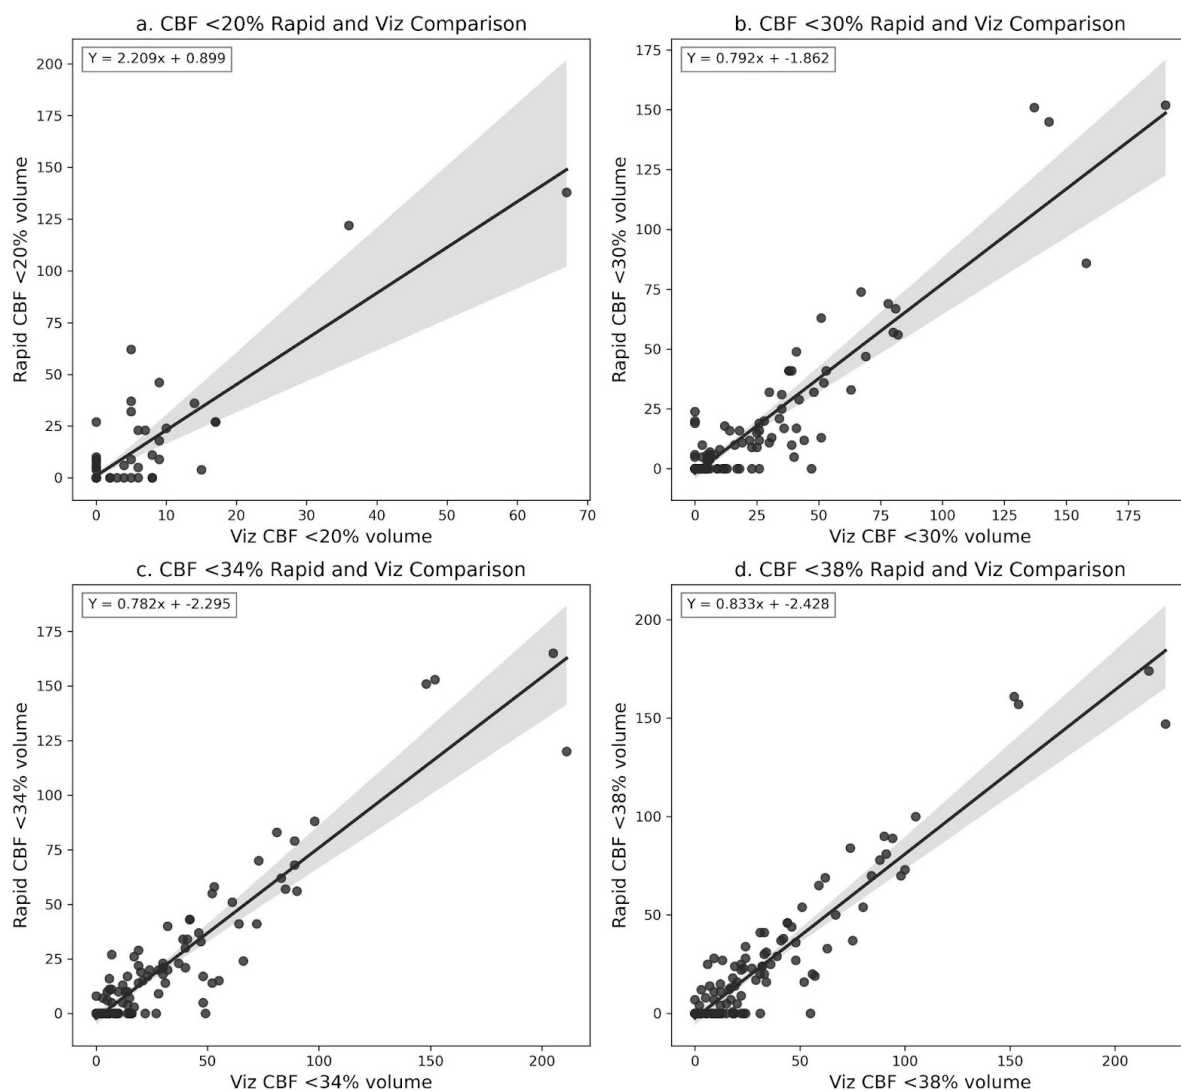 a. CBF <20% Rapid and Viz Comparison
Y = 2.209x + 0.899
Rapid CBF <20% volume
200
175
150
125
100
75
50
25
0
0 10 20 30 40 50 60 70
Viz CBF <20% volume
b. CBF <30% Rapid and Viz Comparison
Y = 0.792x + -1.862
Rapid CBF <30% volume
175
150
125
100
75
50
25
0
0 25 50 75 100 125 150 175
Viz CBF <30% volume
c. CBF <34% Rapid and Viz Comparison
Y = 0.782x + -2.295
Rapid CBF <34% volume
175
150
125
100
75
50
25
0
0 50 100 150 200
Viz CBF <34% volume
d. CBF <38% Rapid and Viz Comparison
Y = 0.833x + -2.428
Rapid CBF <38% volume
200
150
100
50
0
0 50 100 150 200
Viz CBF <38% volume